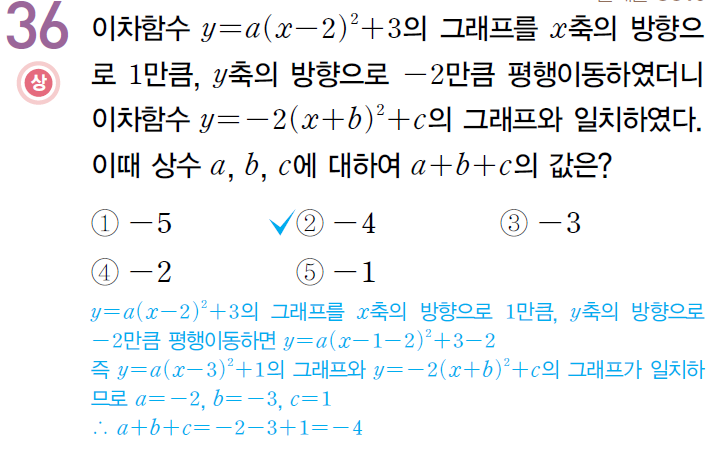 36 이차함수 y=a(x-2)²+3의 그래프를 x축의 방향으
상 로 1만큼, y축의 방향으로 -2만큼 평행이동하였더니
이차함수 y=-2(x+b)²+c의 그래프와 일치하였다.
이때 상수 a, b, c에 대하여 a+b+c의 값은?
① -5 ② -4 ③ -3
④ -2 ⑤ -1
y=a(x-2)²+3의 그래프를 x축의 방향으로 1만큼, y축의 방향으로
-2만큼 평행이동하면 y=a(x-1-2)²+3-2
즉 y=a(x-3)²+1의 그래프와 y=-2(x+b)²+c의 그래프가 일치하
므로 a=-2, b=-3, c=1
∴ a+b+c=-2-3+1=-4